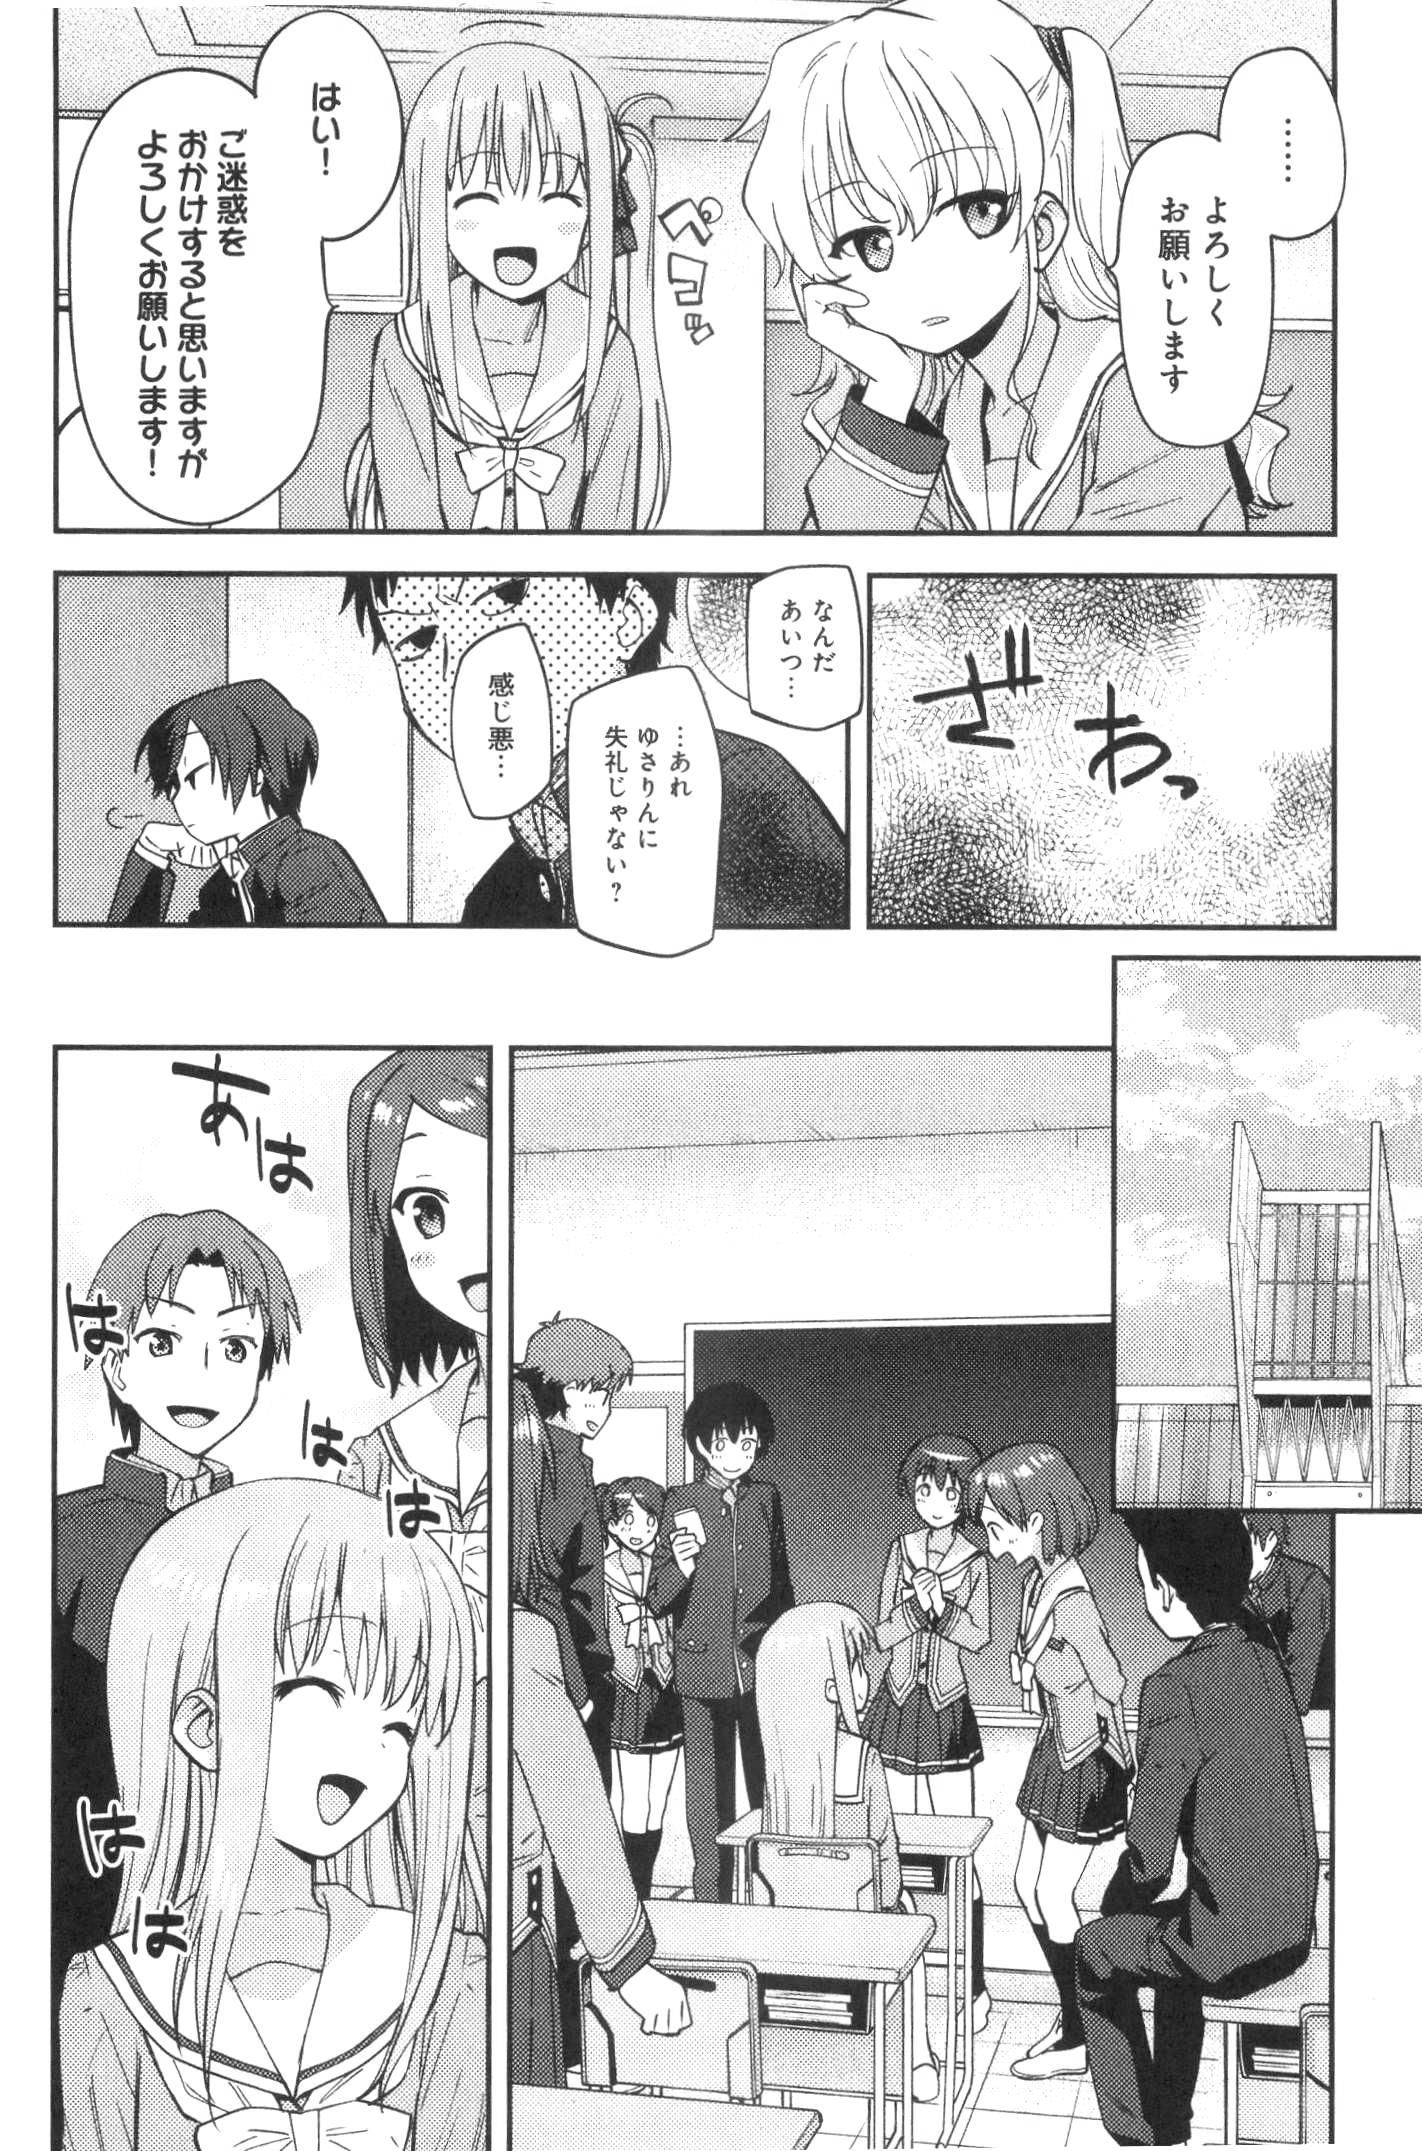 ……
よろしく
お願いします
ペコッ
はい！
ご迷惑を
おかけすると思いますが
よろしくお願いします！
ざわっ
なんだ
あいつ…
…あれ
ゆさりんに
失礼じゃない？
感じ悪…
あはははははは